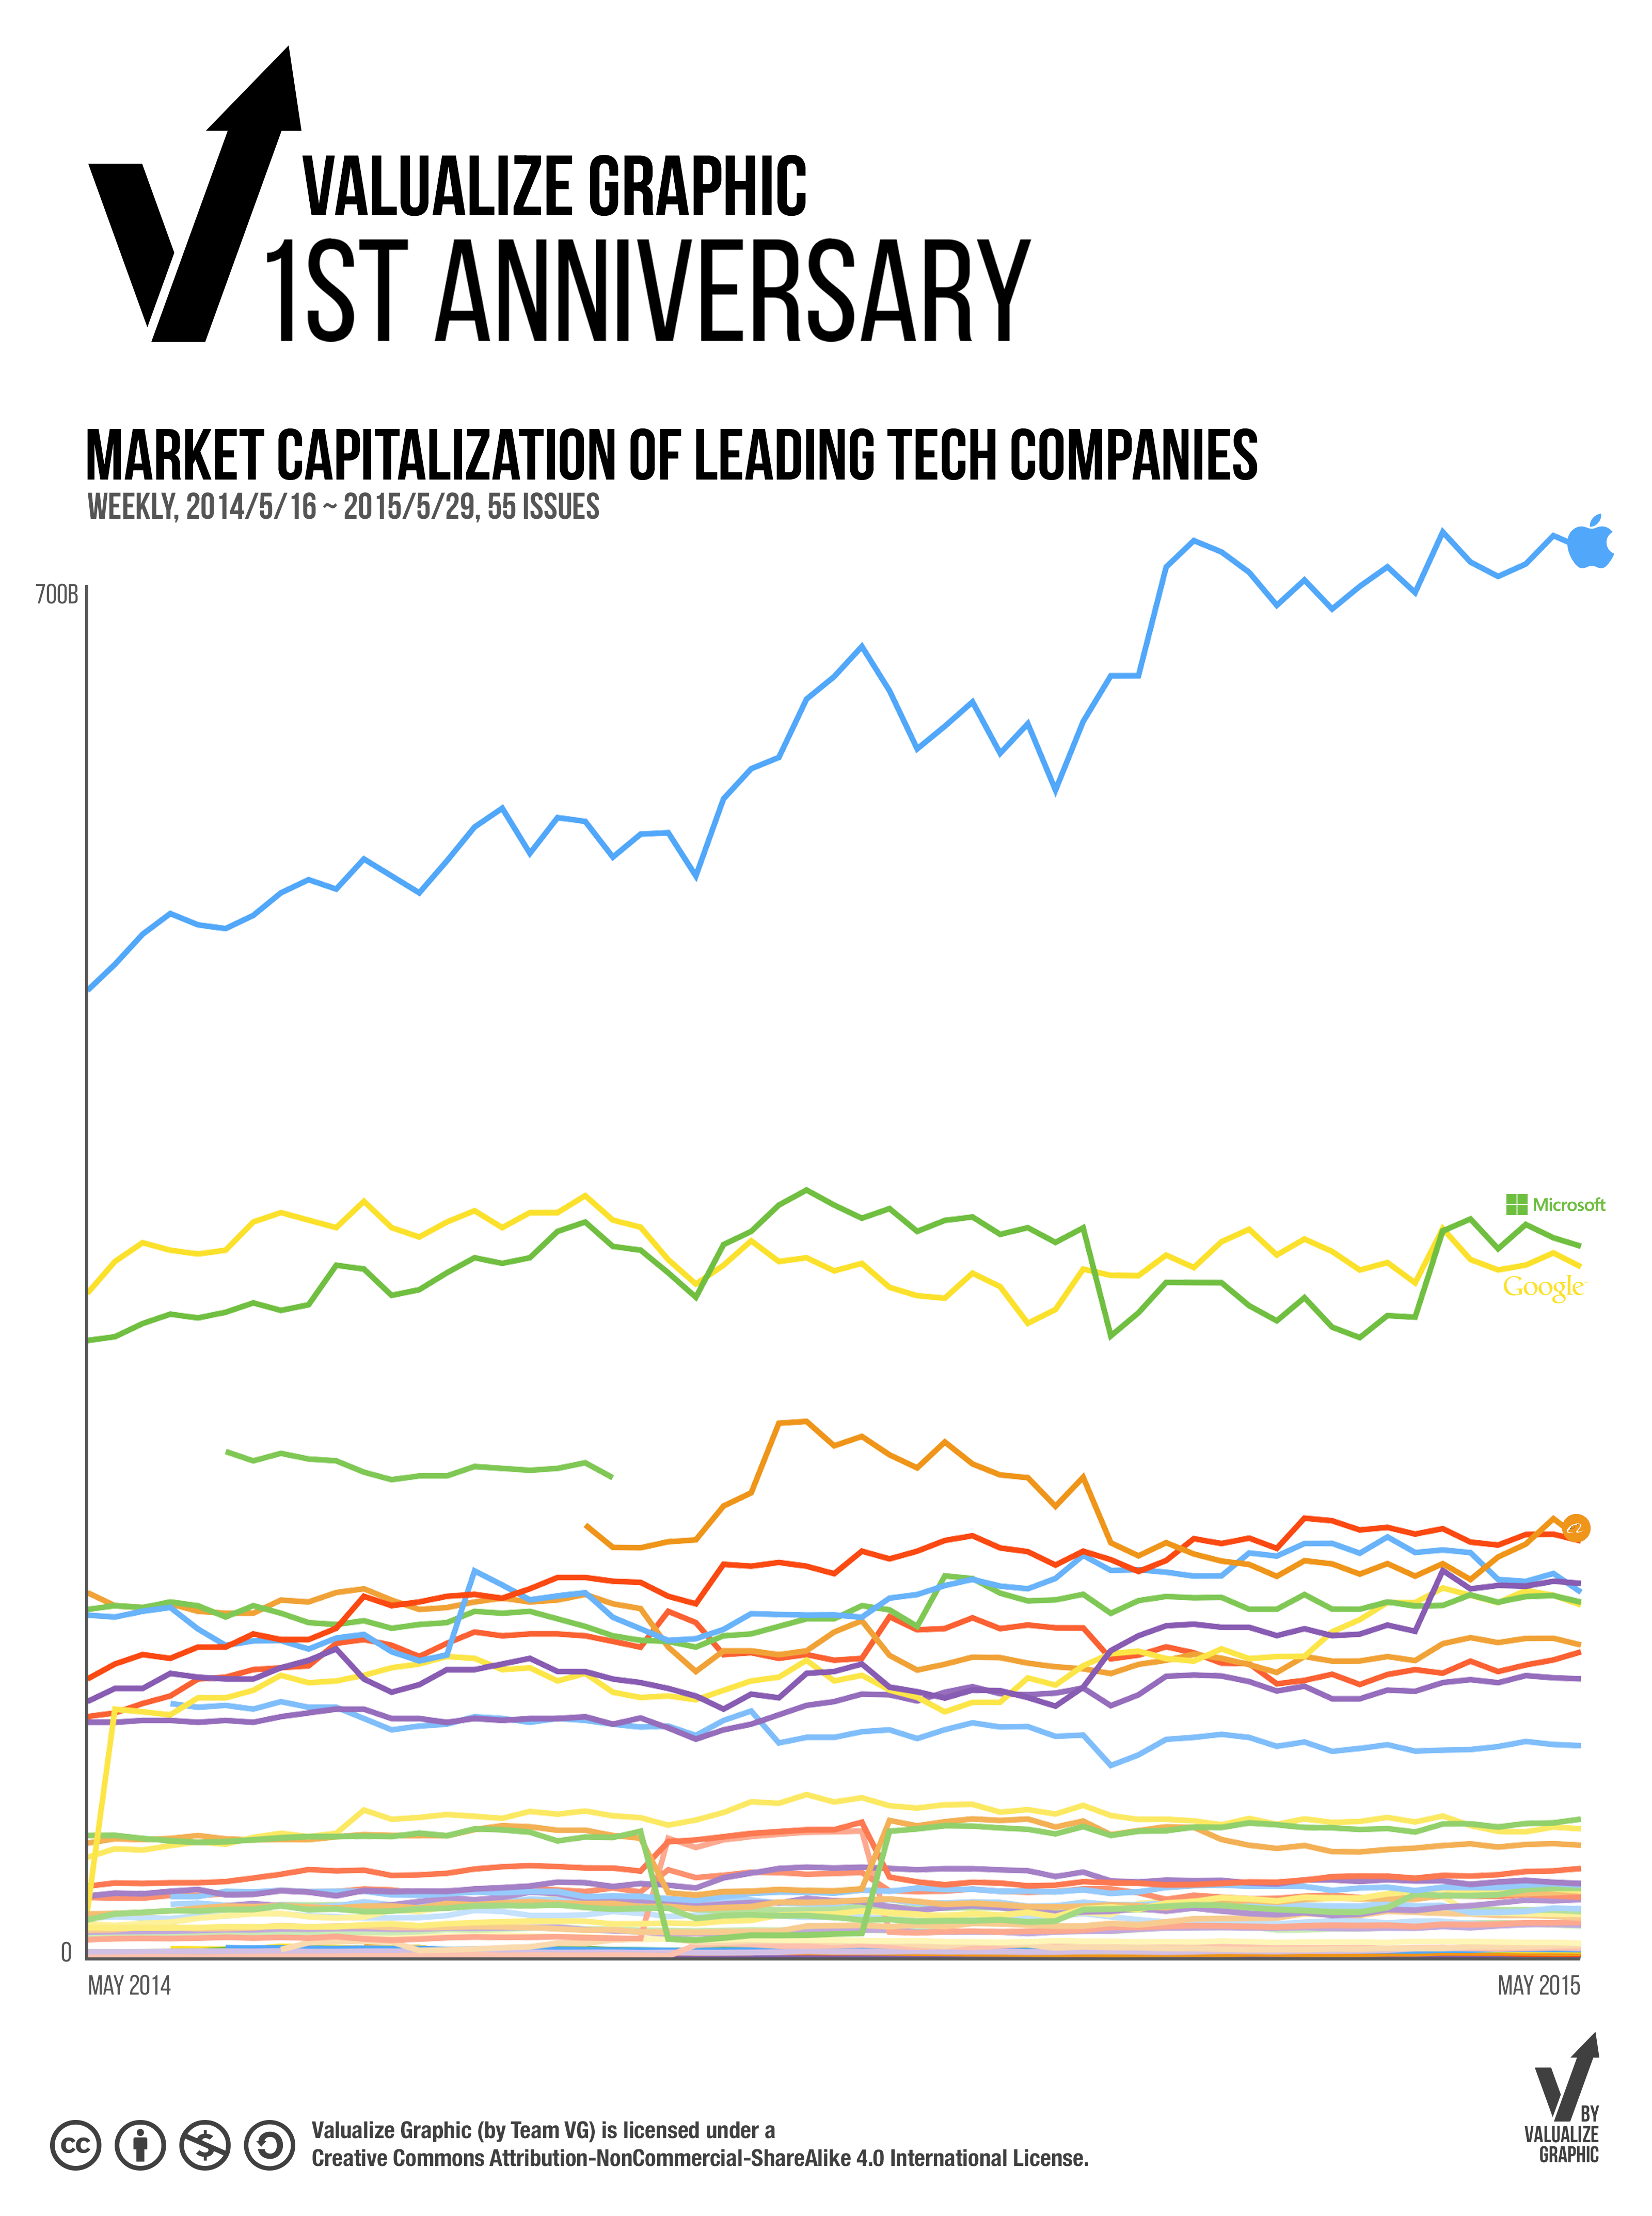 VALUALIZE GRAPHIC
1ST ANNIVERSARY
MARKET CAPITALIZATION OF LEADING TECH COMPANIES
WEEKLY, 2014/5/16 ~ 2015/5/29, 55 ISSUES
700B
Microsoft
Google
0
MAY 2014
MAY 2015
BY
VALUALIZE
GRAPHIC
cc
Valualize Graphic (by Team VG) is licensed under a
Creative Commons Attribution-NonCommercial-ShareAlike 4.0 International License.